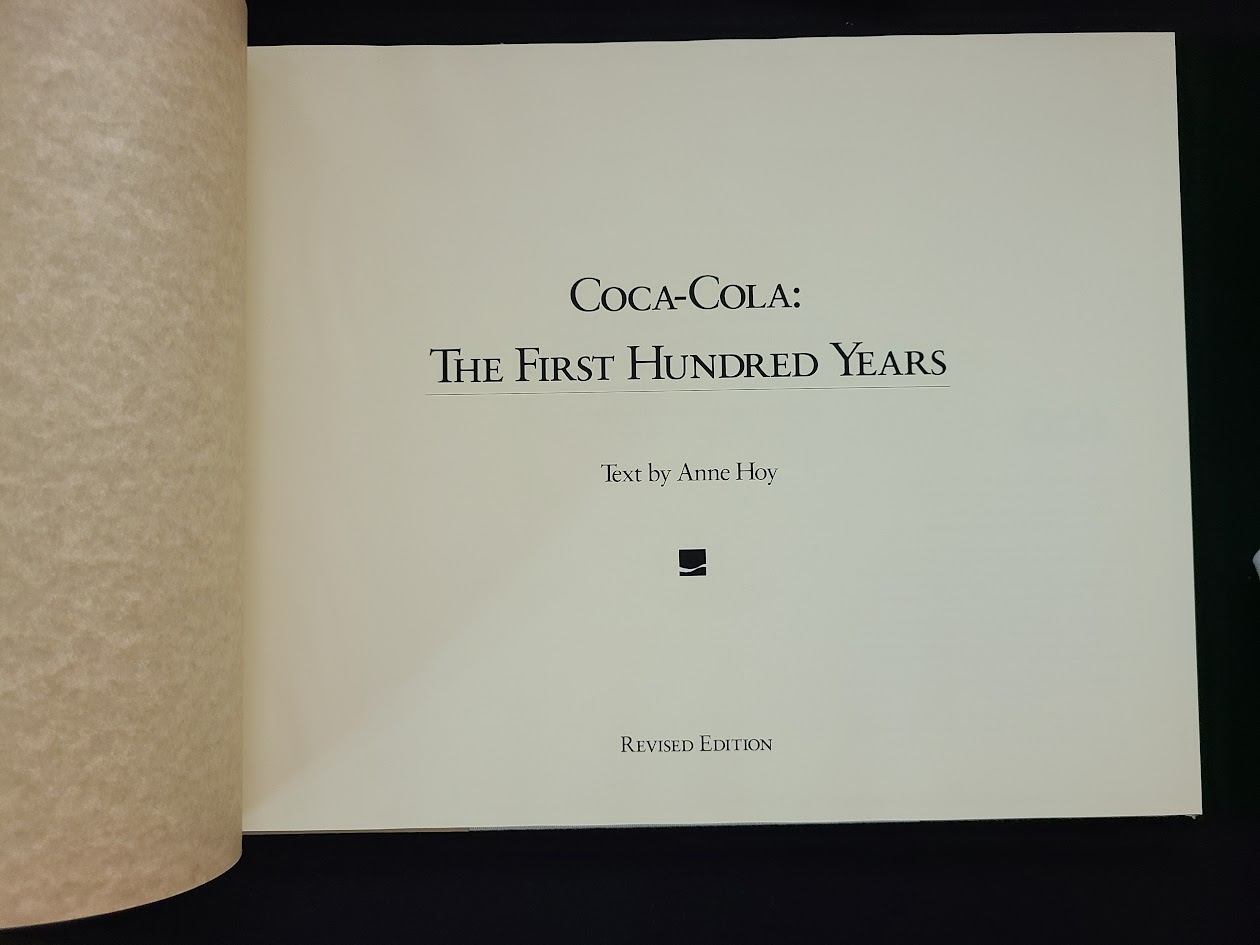 COCA-COLA:
THE FIRST HUNDRED YEARS
Text by Anne Hoy
REVISED EDITION